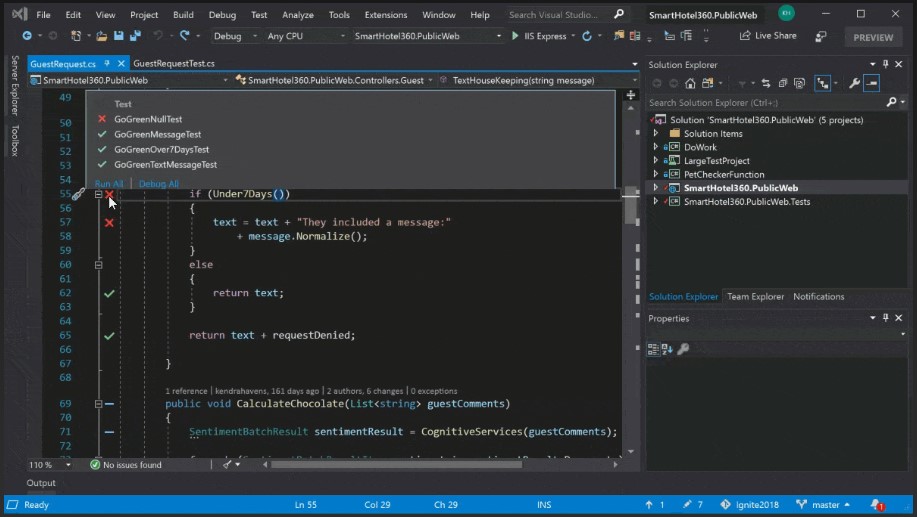 File Edit View Project Build Debug Test Analyze Tools Extensions Window Help Search Visual Studio... SmartHotel360.PublicWeb
Debug Any CPU SmartHotel360.PublicWeb IIS Express Live Share PREVIEW
Server Explorer
Toolbox
GuestRequest.cs GuestRequestTest.cs
SmartHotel360.PublicWeb SmartHotel360.PublicWeb.Controllers.Guest TextHouseKeeping(string message)
49
Test
50 GoGreenNullTest
51 GoGreenMessageTest
52 GoGreenOver7DaysTest
53 GoGreenTextMessageTest
54 Run All Debug All
55 if (Under7Days())
56 {
57 text = text + "They included a message:"
58 + message.Normalize();
59 }
60 else
61 {
62 return text;
63 }
64
65 return text + requestDenied;
66
67 }
68
1 reference | kendrahavens, 161 days ago | 2 authors, 6 changes | 0 exceptions
69 public void CalculateChocolate(List<string> guestComments)
70 {
71 SentimentBatchResult sentimentResult = CognitiveServices(guestComments);
72
110 % No issues found
Solution Explorer
Search Solution Explorer (Ctrl+;)
Solution 'SmartHotel360.PublicWeb' (5 projects)
Solution Items
DoWork
LargeTestProject
PetCheckerFunction
SmartHotel360.PublicWeb
SmartHotel360.PublicWeb.Tests
Solution Explorer Team Explorer Notifications
Properties
Output
Ready Ln 55 Col 29 Ch 29 INS 1 7 Ignite2018 master 1